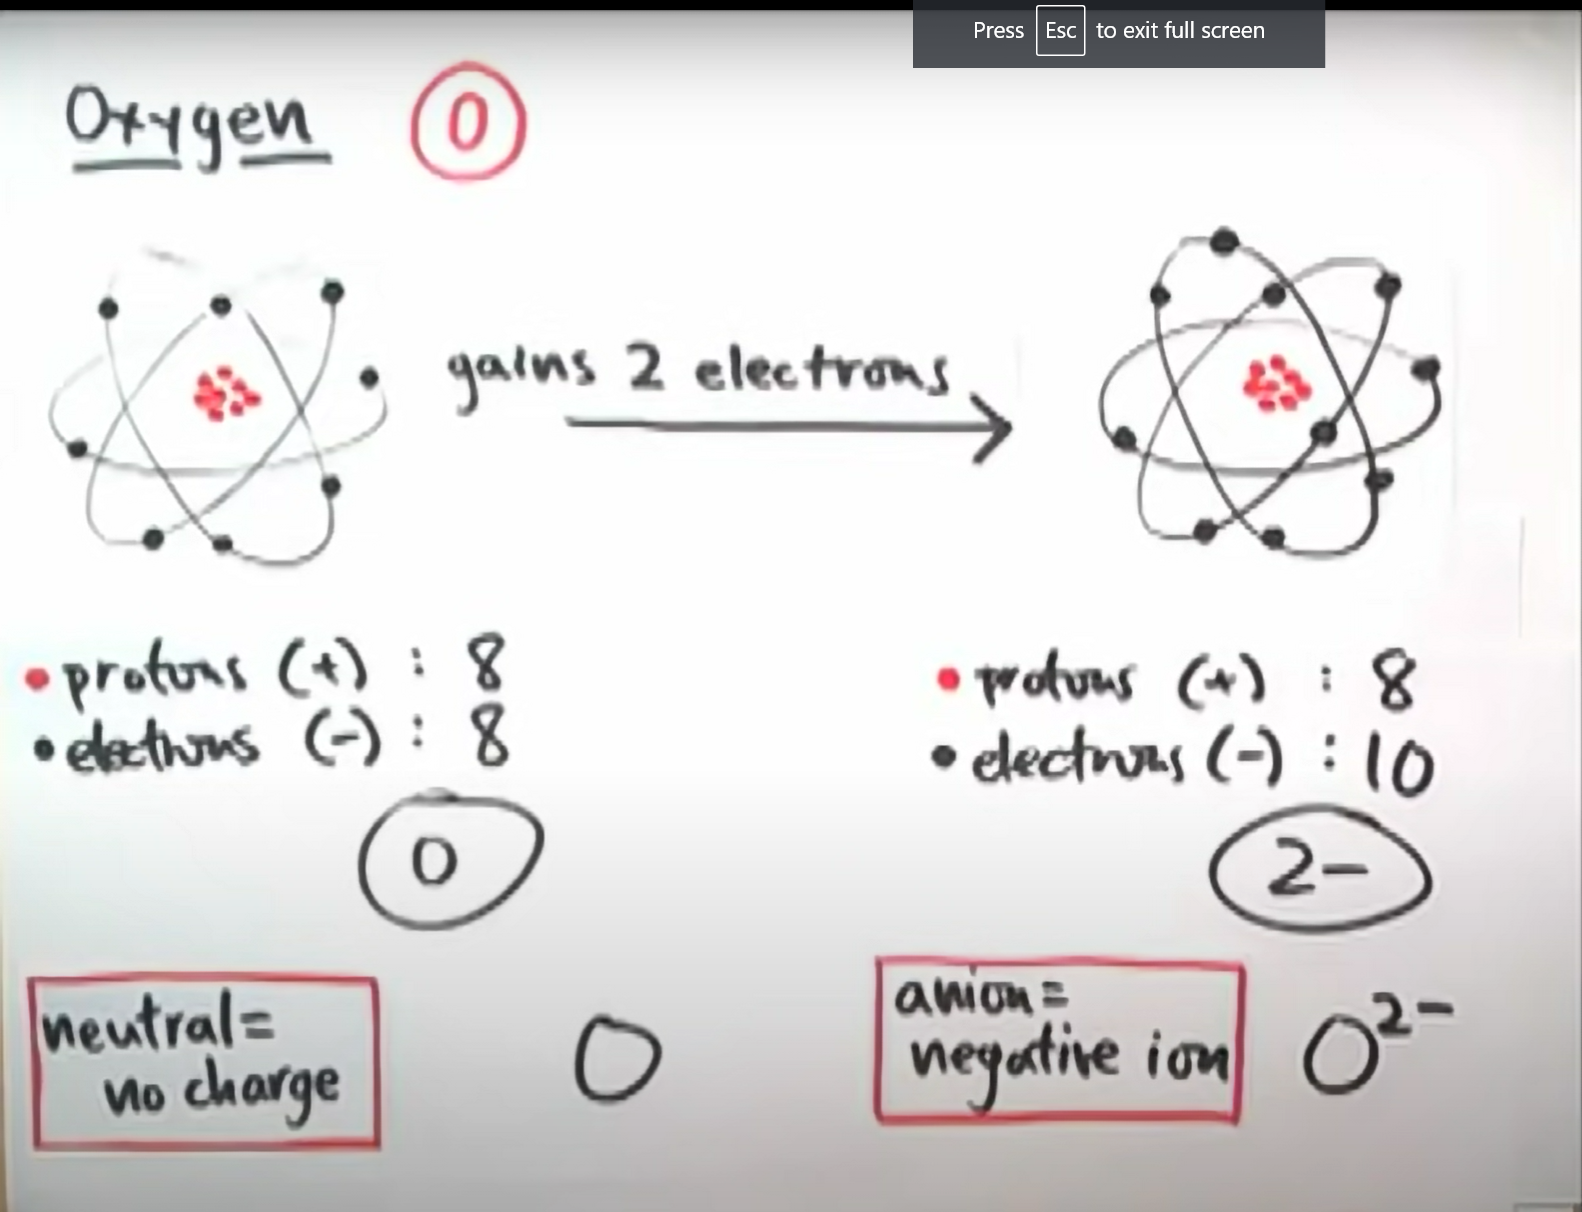 Press Esc to exit full screen
Oxygen O
gains 2 electrons
protons (+) : 8
electrons (-) : 8
0
neutral=
no charge
O
protons (+) : 8
electrons (-) : 10
2-
anion=
negative ion
O²⁻